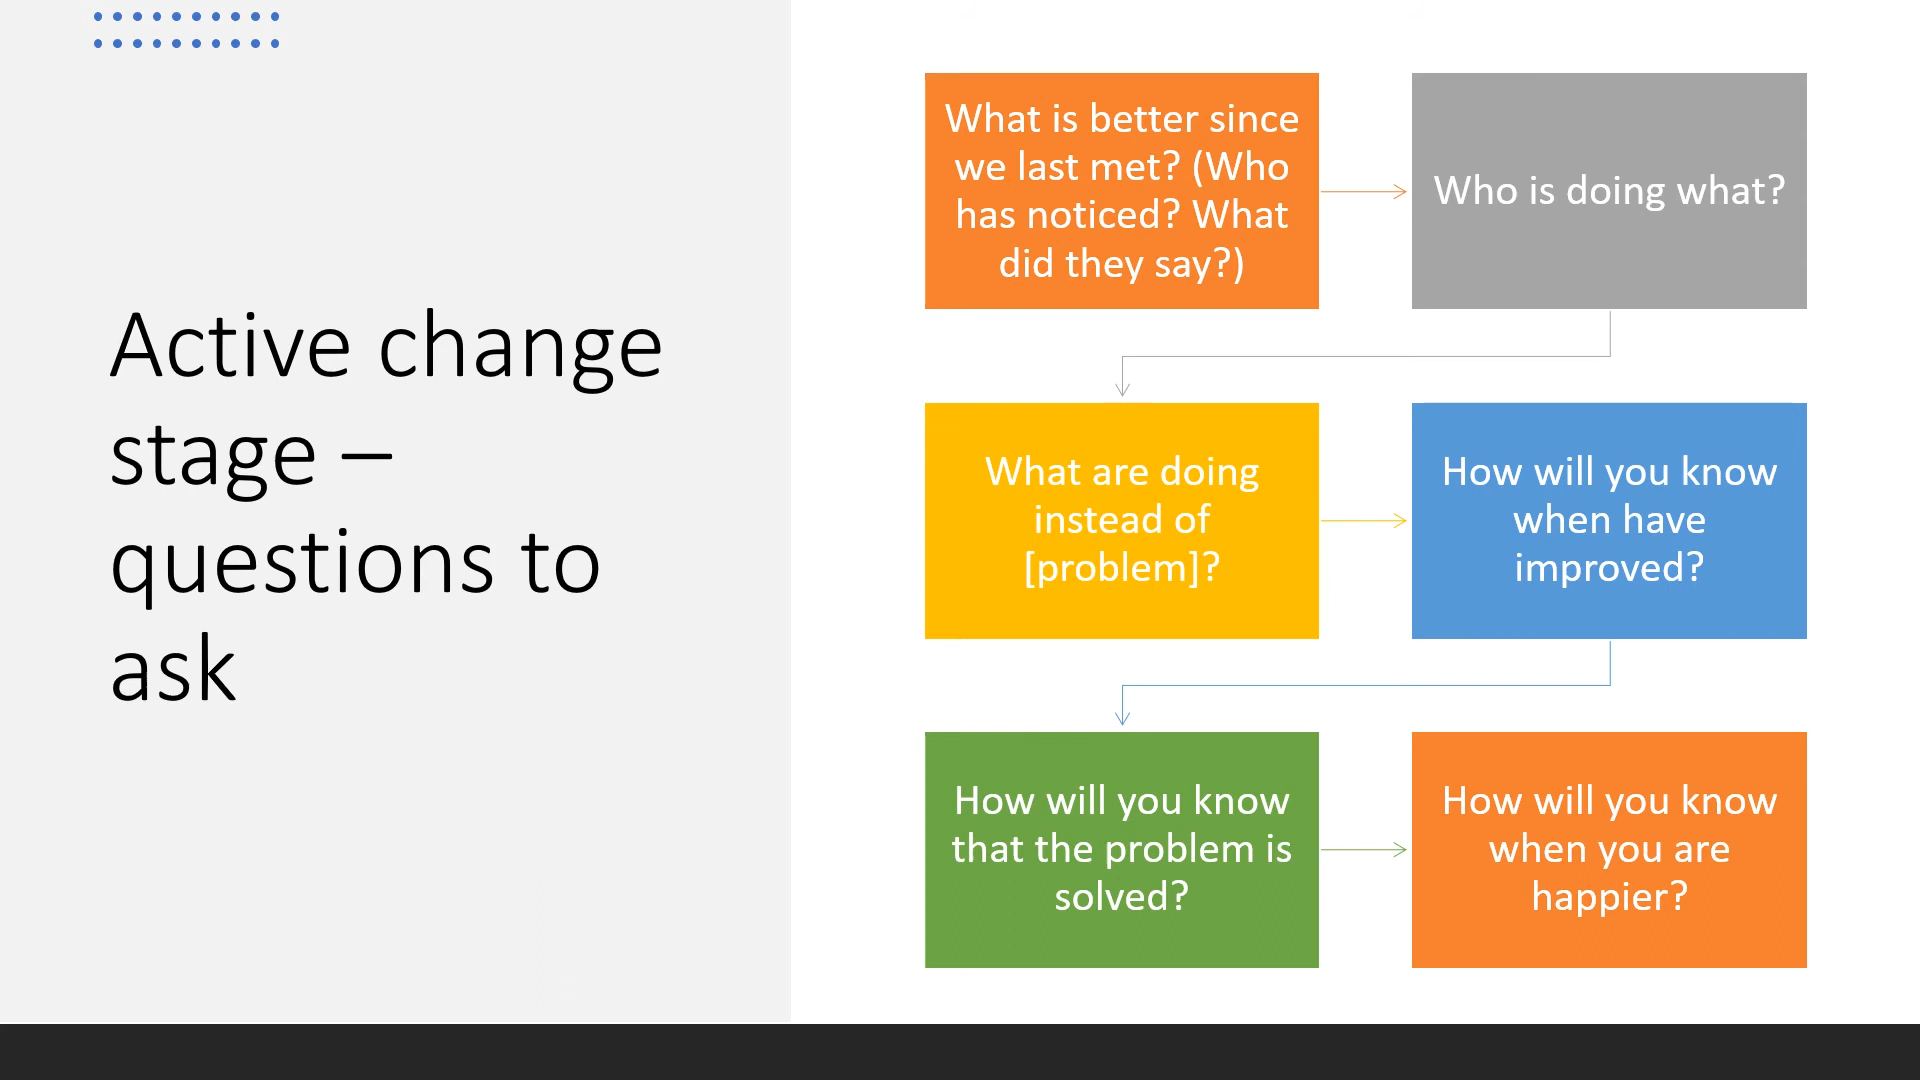 Active change
stage –
questions to
ask
What is better since
we last met? (Who
has noticed? What
did they say?)
Who is doing what?
What are doing
instead of
[problem]?
How will you know
when have
improved?
How will you know
that the problem is
solved?
How will you know
when you are
happier?